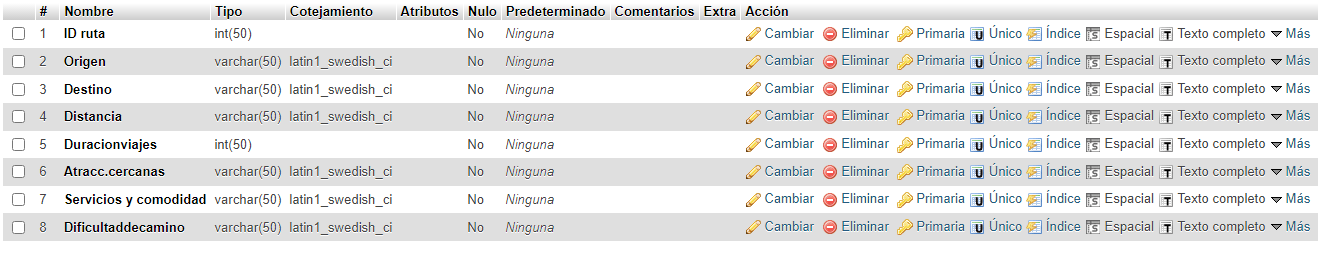 # Nombre Tipo Cotejamiento Atributos Nulo Predeterminado Comentarios Extra Acción
1 ID ruta int(50) No Ninguna Cambiar Eliminar Primaria Único Índice Espacial Texto completo Más
2 Origen varchar(50) latin1_swedish_ci No Ninguna Cambiar Eliminar Primaria Único Índice Espacial Texto completo Más
3 Destino varchar(50) latin1_swedish_ci No Ninguna Cambiar Eliminar Primaria Único Índice Espacial Texto completo Más
4 Distancia varchar(50) latin1_swedish_ci No Ninguna Cambiar Eliminar Primaria Único Índice Espacial Texto completo Más
5 Duracionviajes int(50) No Ninguna Cambiar Eliminar Primaria Único Índice Espacial Texto completo Más
6 Atracc.cercanas varchar(50) latin1_swedish_ci No Ninguna Cambiar Eliminar Primaria Único Índice Espacial Texto completo Más
7 Servicios y comodidad varchar(50) latin1_swedish_ci No Ninguna Cambiar Eliminar Primaria Único Índice Espacial Texto completo Más
8 Dificultaddecamino varchar(50) latin1_swedish_ci No Ninguna Cambiar Eliminar Primaria Único Índice Espacial Texto completo Más